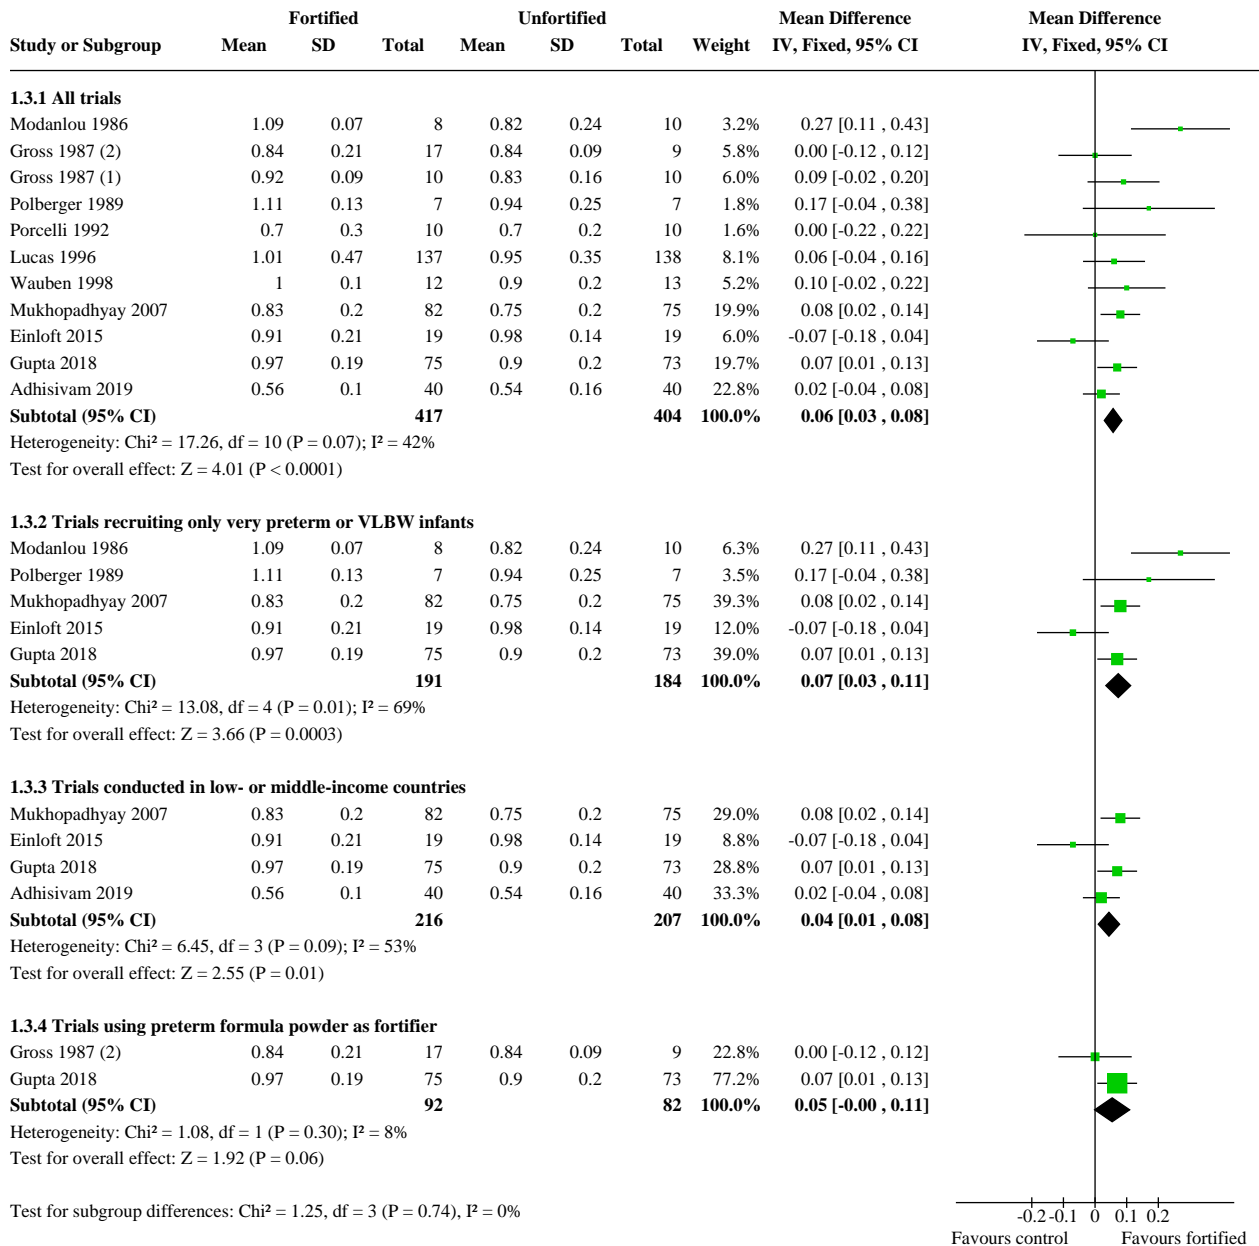 Fortified Unfortified Mean Difference Mean Difference
Study or Subgroup Mean SD Total Mean SD Total Weight IV, Fixed, 95% CI IV, Fixed, 95% CI
1.3.1 All trials
Modanlou 1986 1.09 0.07 8 0.82 0.24 10 3.2% 0.27 [0.11 , 0.43]
Gross 1987 (2) 0.84 0.21 17 0.84 0.09 9 5.8% 0.00 [-0.12 , 0.12]
Gross 1987 (1) 0.92 0.09 10 0.83 0.16 10 6.0% 0.09 [-0.02 , 0.20]
Polberger 1989 1.11 0.13 7 0.94 0.25 7 1.8% 0.17 [-0.04 , 0.38]
Porcelli 1992 0.7 0.3 10 0.7 0.2 10 1.6% 0.00 [-0.22 , 0.22]
Lucas 1996 1.01 0.47 137 0.95 0.35 138 8.1% 0.06 [-0.04 , 0.16]
Wauben 1998 1 0.1 12 0.9 0.2 13 5.2% 0.10 [-0.02 , 0.22]
Mukhopadhyay 2007 0.83 0.2 82 0.75 0.2 75 19.9% 0.08 [0.02 , 0.14]
Einloft 2015 0.91 0.21 19 0.98 0.14 19 6.0% -0.07 [-0.18 , 0.04]
Gupta 2018 0.97 0.19 75 0.9 0.2 73 19.7% 0.07 [0.01 , 0.13]
Adhisivam 2019 0.56 0.1 40 0.54 0.16 40 22.8% 0.02 [-0.04 , 0.08]
Subtotal (95% CI) 417 404 100.0% 0.06 [0.03 , 0.08]
Heterogeneity: Chi² = 17.26, df = 10 (P = 0.07); I² = 42%
Test for overall effect: Z = 4.01 (P < 0.0001)
1.3.2 Trials recruiting only very preterm or VLBW infants
Modanlou 1986 1.09 0.07 8 0.82 0.24 10 6.3% 0.27 [0.11 , 0.43]
Polberger 1989 1.11 0.13 7 0.94 0.25 7 3.5% 0.17 [-0.04 , 0.38]
Mukhopadhyay 2007 0.83 0.2 82 0.75 0.2 75 39.3% 0.08 [0.02 , 0.14]
Einloft 2015 0.91 0.21 19 0.98 0.14 19 12.0% -0.07 [-0.18 , 0.04]
Gupta 2018 0.97 0.19 75 0.9 0.2 73 39.0% 0.07 [0.01 , 0.13]
Subtotal (95% CI) 191 184 100.0% 0.07 [0.03 , 0.11]
Heterogeneity: Chi² = 13.08, df = 4 (P = 0.01); I² = 69%
Test for overall effect: Z = 3.66 (P = 0.0003)
1.3.3 Trials conducted in low- or middle-income countries
Mukhopadhyay 2007 0.83 0.2 82 0.75 0.2 75 29.0% 0.08 [0.02 , 0.14]
Einloft 2015 0.91 0.21 19 0.98 0.14 19 8.8% -0.07 [-0.18 , 0.04]
Gupta 2018 0.97 0.19 75 0.9 0.2 73 28.8% 0.07 [0.01 , 0.13]
Adhisivam 2019 0.56 0.1 40 0.54 0.16 40 33.3% 0.02 [-0.04 , 0.08]
Subtotal (95% CI) 216 207 100.0% 0.04 [0.01 , 0.08]
Heterogeneity: Chi² = 6.45, df = 3 (P = 0.09); I² = 53%
Test for overall effect: Z = 2.55 (P = 0.01)
1.3.4 Trials using preterm formula powder as fortifier
Gross 1987 (2) 0.84 0.21 17 0.84 0.09 9 22.8% 0.00 [-0.12 , 0.12]
Gupta 2018 0.97 0.19 75 0.9 0.2 73 77.2% 0.07 [0.01 , 0.13]
Subtotal (95% CI) 92 82 100.0% 0.05 [-0.00 , 0.11]
Heterogeneity: Chi² = 1.08, df = 1 (P = 0.30); I² = 8%
Test for overall effect: Z = 1.92 (P = 0.06)
Test for subgroup differences: Chi² = 1.25, df = 3 (P = 0.74), I² = 0%
-0.2 -0.1 0 0.1 0.2
Favours control Favours fortified